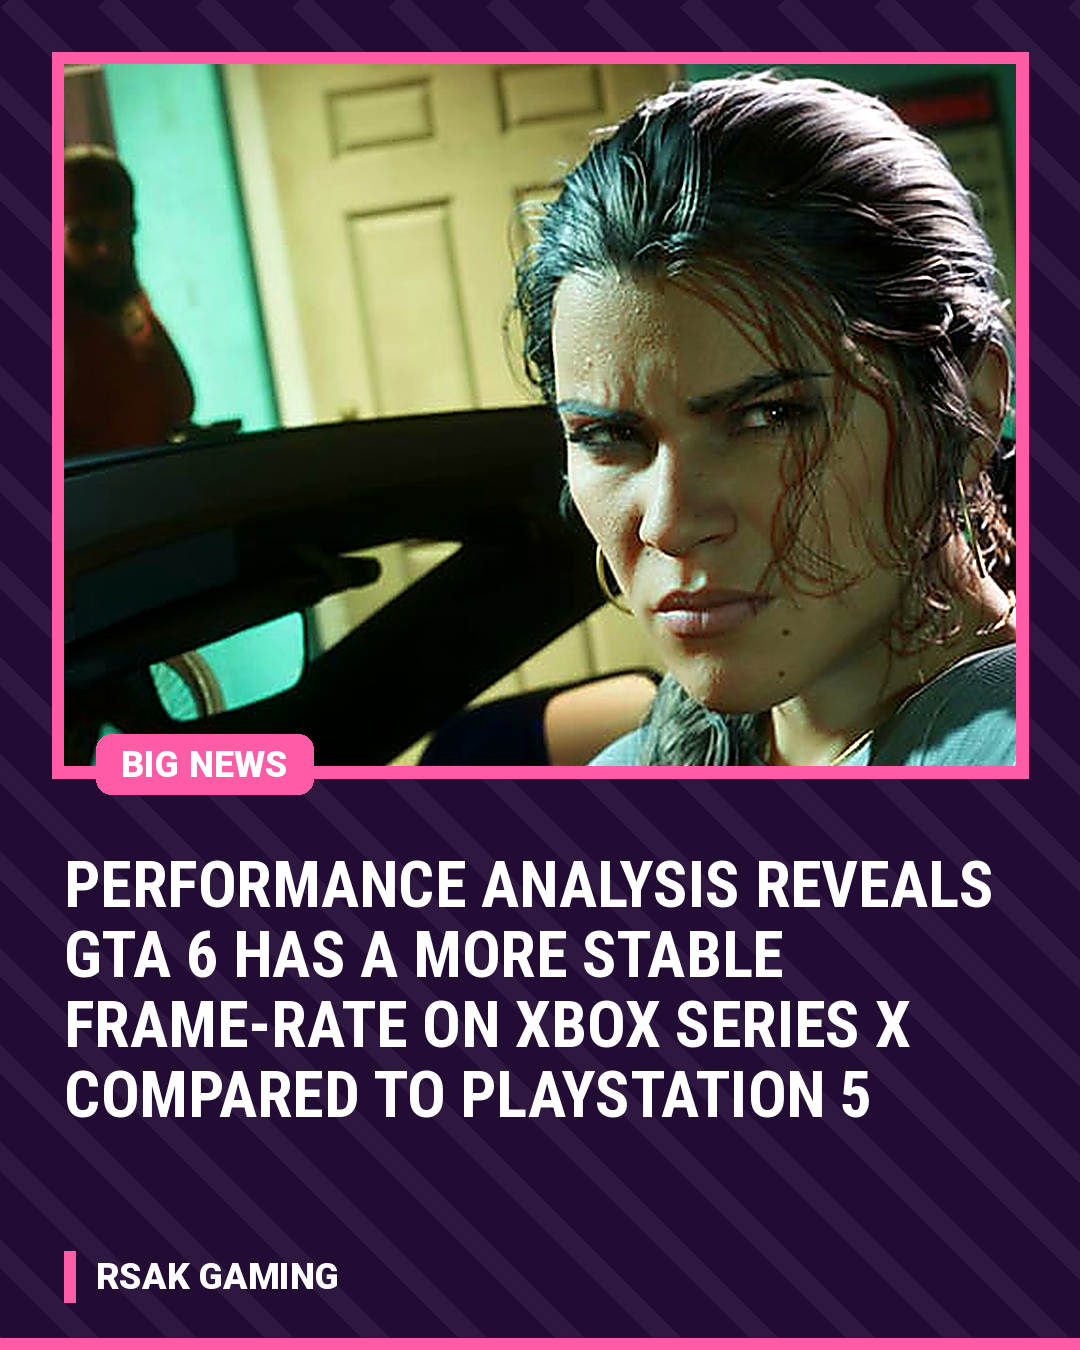 BIG NEWS
PERFORMANCE ANALYSIS REVEALS
GTA 6 HAS A MORE STABLE
FRAME-RATE ON XBOX SERIES X
COMPARED TO PLAYSTATION 5
RSAK GAMING